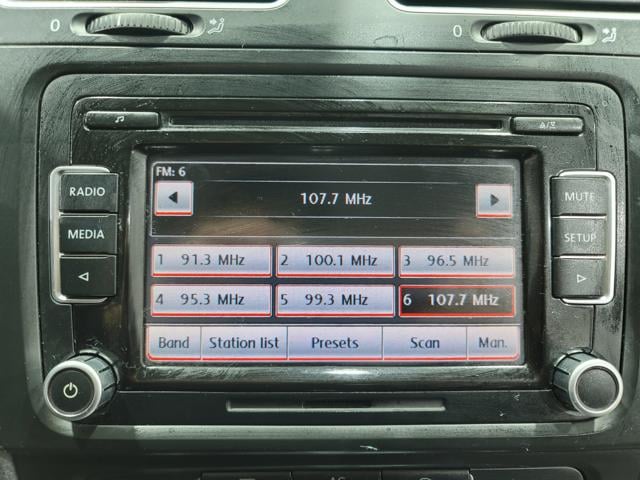 0 0
FM: 6
RADIO 107.7 MHz MUTE
MEDIA SETUP
1 91.3 MHz 2 100.1 MHz 3 96.5 MHz
4 95.3 MHz 5 99.3 MHz 6 107.7 MHz
Band Station list Presets Scan Man.